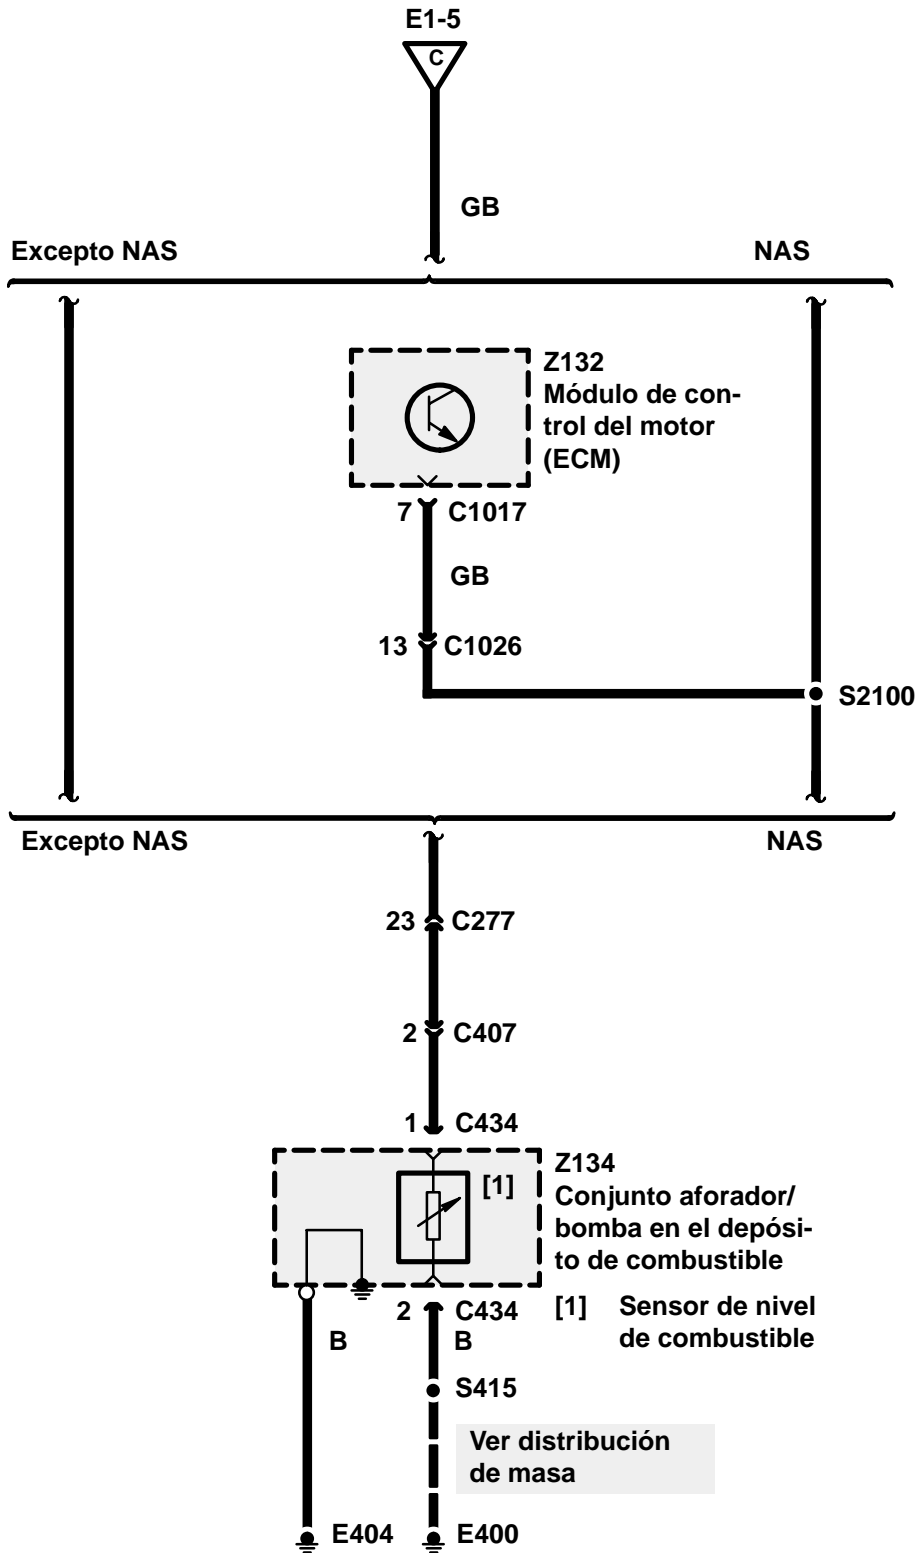 E1-5
C
GB
Excepto NAS
NAS
Z132
Módulo de con-
trol del motor
(ECM)
7 C1017
GB
13 C1026
S2100
Excepto NAS
NAS
23 C277
2 C407
1 C434
[1]
Z134
Conjunto aforador/
bomba en el depósi-
to de combustible
[1] Sensor de nivel
de combustible
2 C434
B
B
S415
Ver distribución
de masa
E404
E400